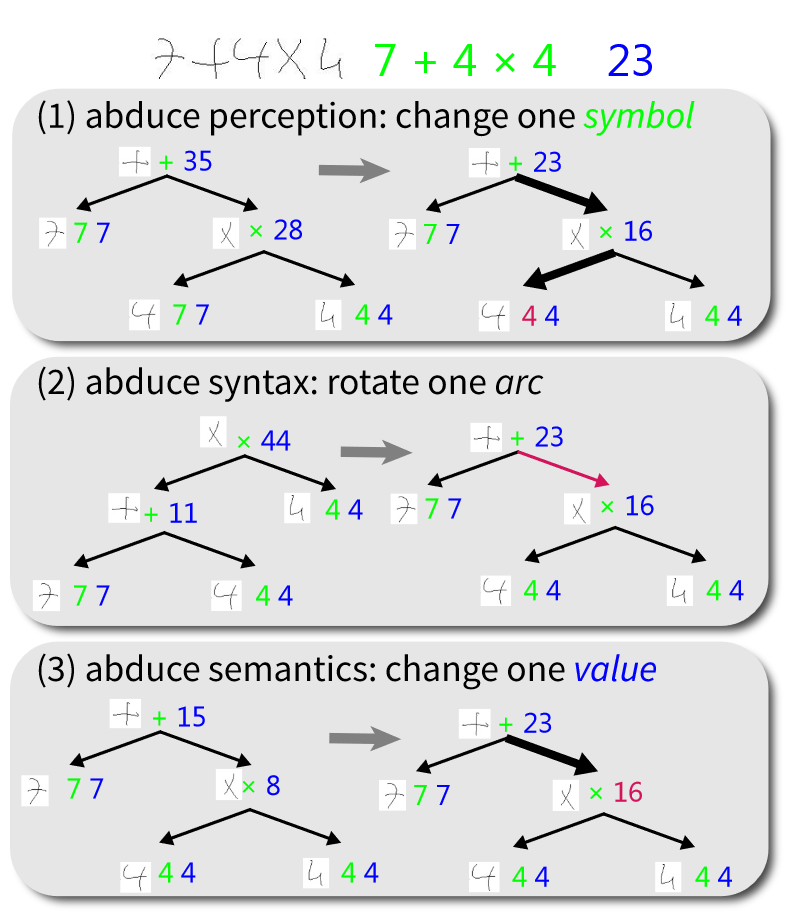 7+4×4 7 + 4 × 4 23
(1) abduce perception: change one symbol
+ + 35 + + 23
7 7 7 × × 28 7 7 7 × × 16
4 7 7 4 4 4 4 4 4 4 4 4
(2) abduce syntax: rotate one arc
× × 44 + + 23
+ + 11 4 4 4 7 7 7 × × 16
7 7 7 4 4 4 4 4 4 4 4 4
(3) abduce semantics: change one value
+ + 15 + + 23
7 7 7 × × 8 7 7 7 × × 16
4 4 4 4 4 4 4 4 4 4 4 4